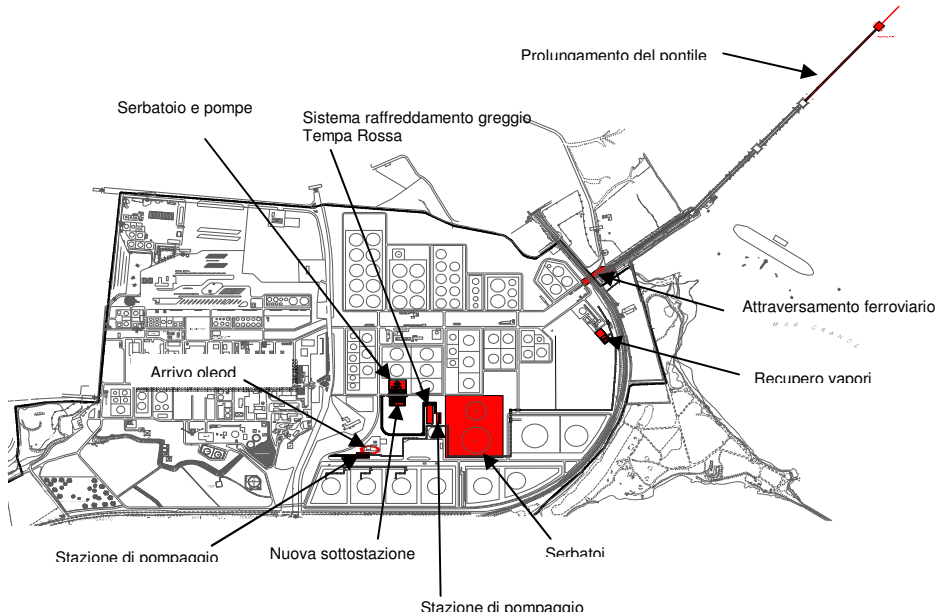 Prolungamento del pontile
Serbatoio e pompe
Sistema raffreddamento greggio
Tempa Rossa
Attraversamento ferroviario
MAR GRANDE
Recupero vapori
Arrivo oleod
Stazione di pompaggio
Nuova sottostazione
Serbatoi
Stazione di pompaggio